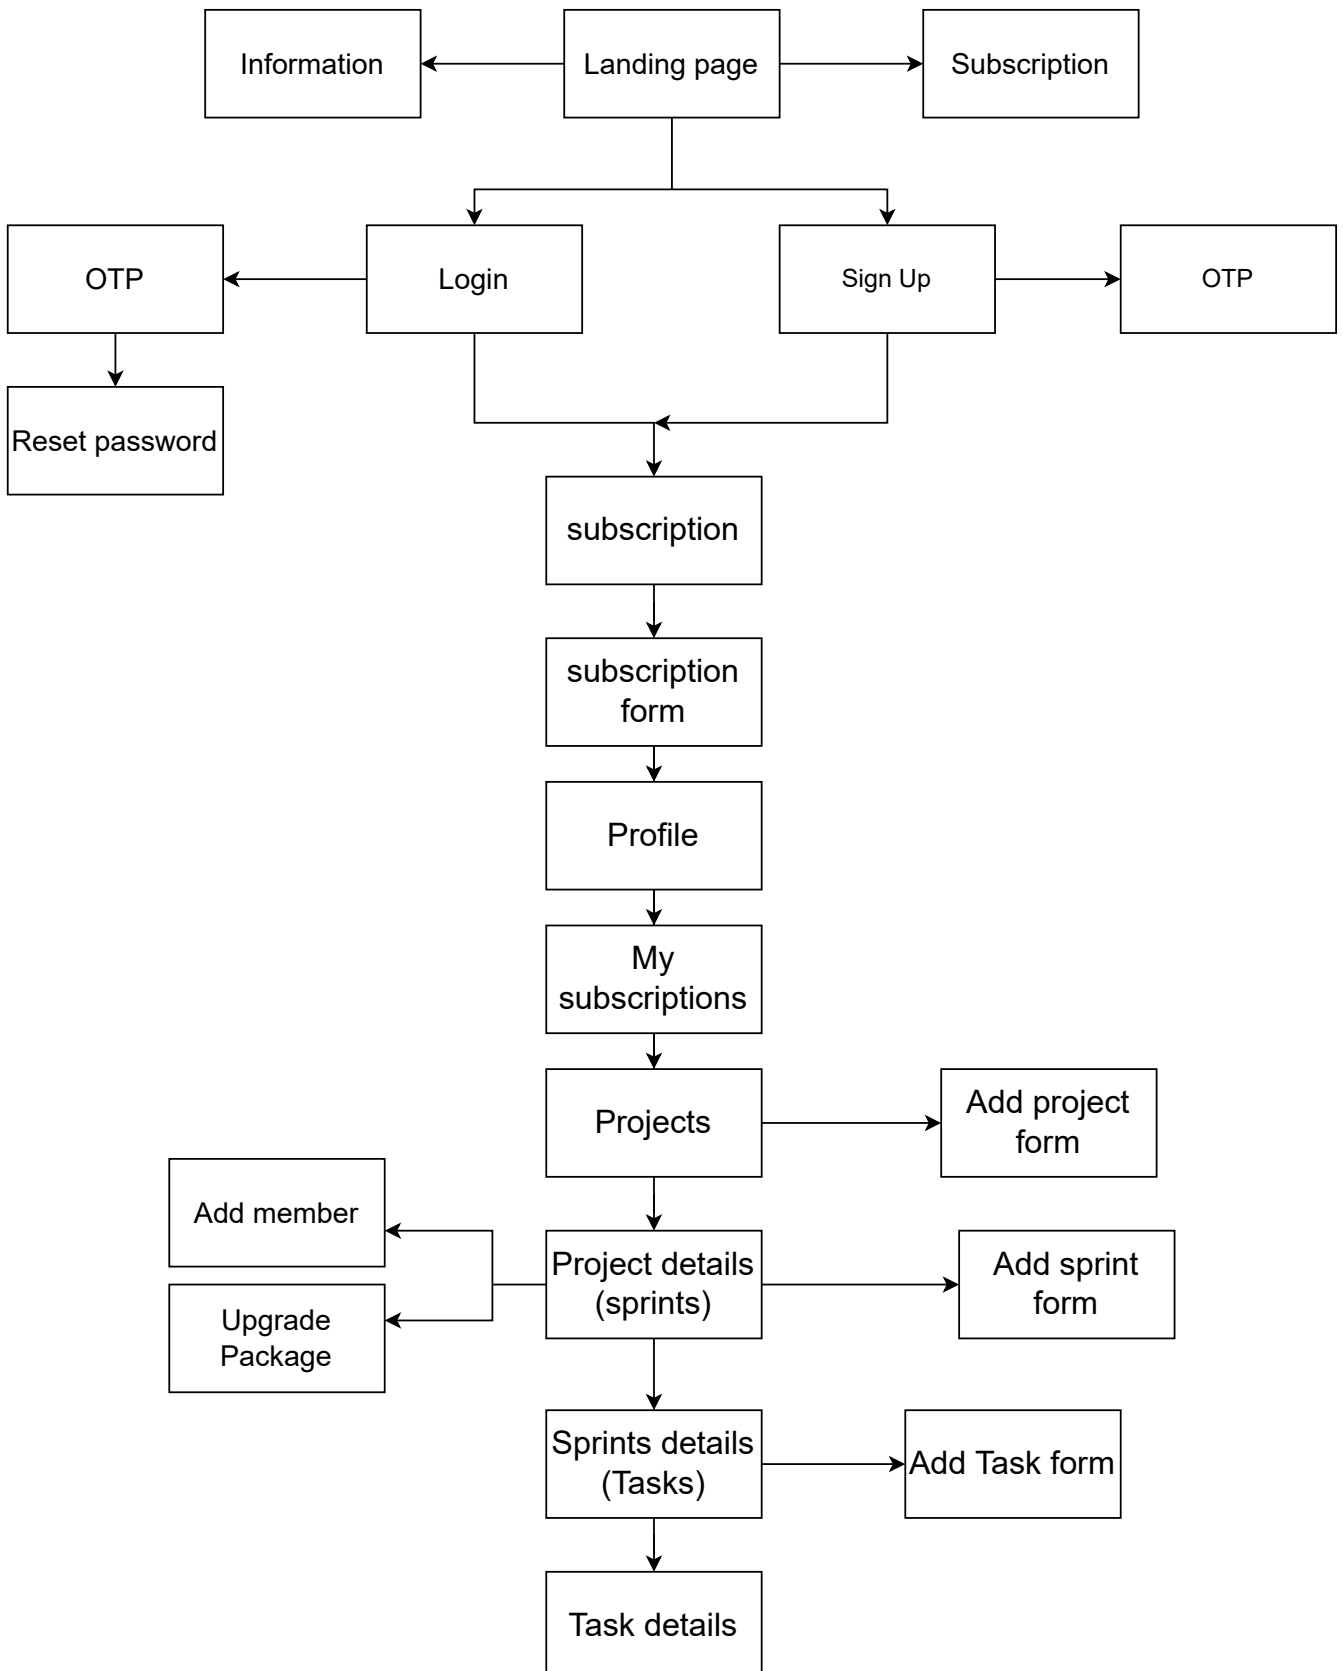 Information
Landing page
Subscription
OTP
Login
Sign Up
OTP
Reset password
subscription
subscription
form
Profile
My
subscriptions
Projects
Add project
form
Add member
Project details
(sprints)
Add sprint
form
Upgrade
Package
Sprints details
(Tasks)
Add Task form
Task details